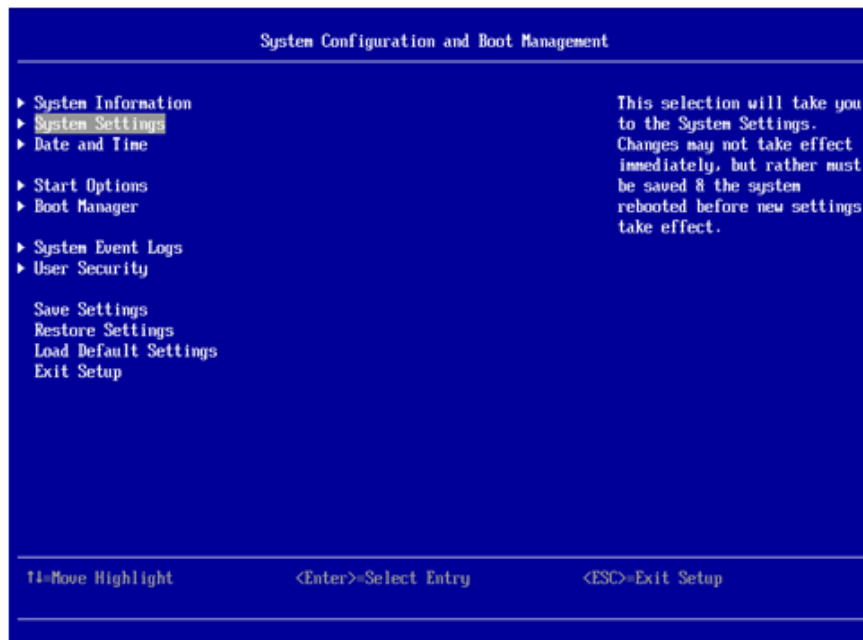 System Configuration and Boot Management
System Information
System Settings
Date and Time
Start Options
Boot Manager
System Event Logs
User Security
Save Settings
Restore Settings
Load Default Settings
Exit Setup
This selection will take you
to the System Settings.
Changes may not take effect
immediately, but rather must
be saved & the system
rebooted before new settings
take effect.
↑↓=Move Highlight
<Enter>=Select Entry
<ESC>=Exit Setup